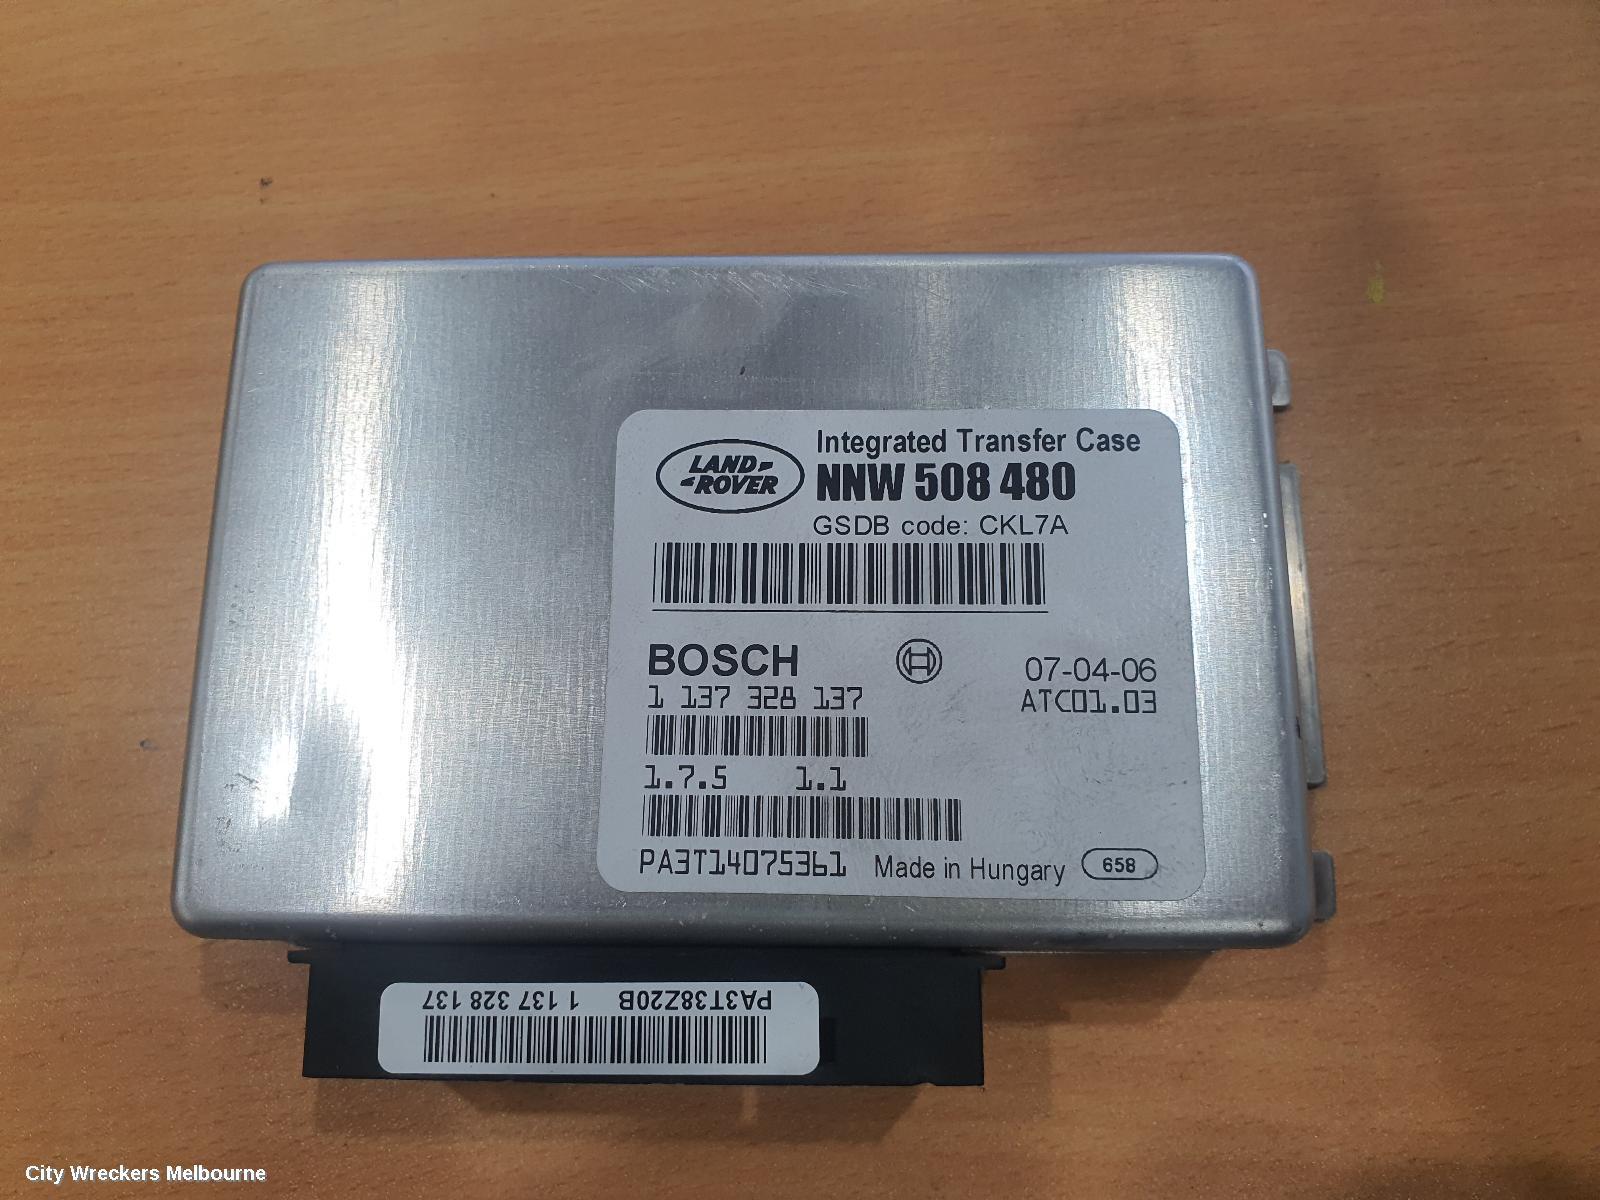 Integrated Transfer Case
LAND-
-ROVER
NNW 508 480
GSDB code: CKL7A
BOSCH
07-04-06
1 137 328 137
ATC01.03
1.7.5 1.1
PA3T14075361 Made in Hungary 658
PA3T38Z20B 1 137 328 137
City Wreckers Melbourne